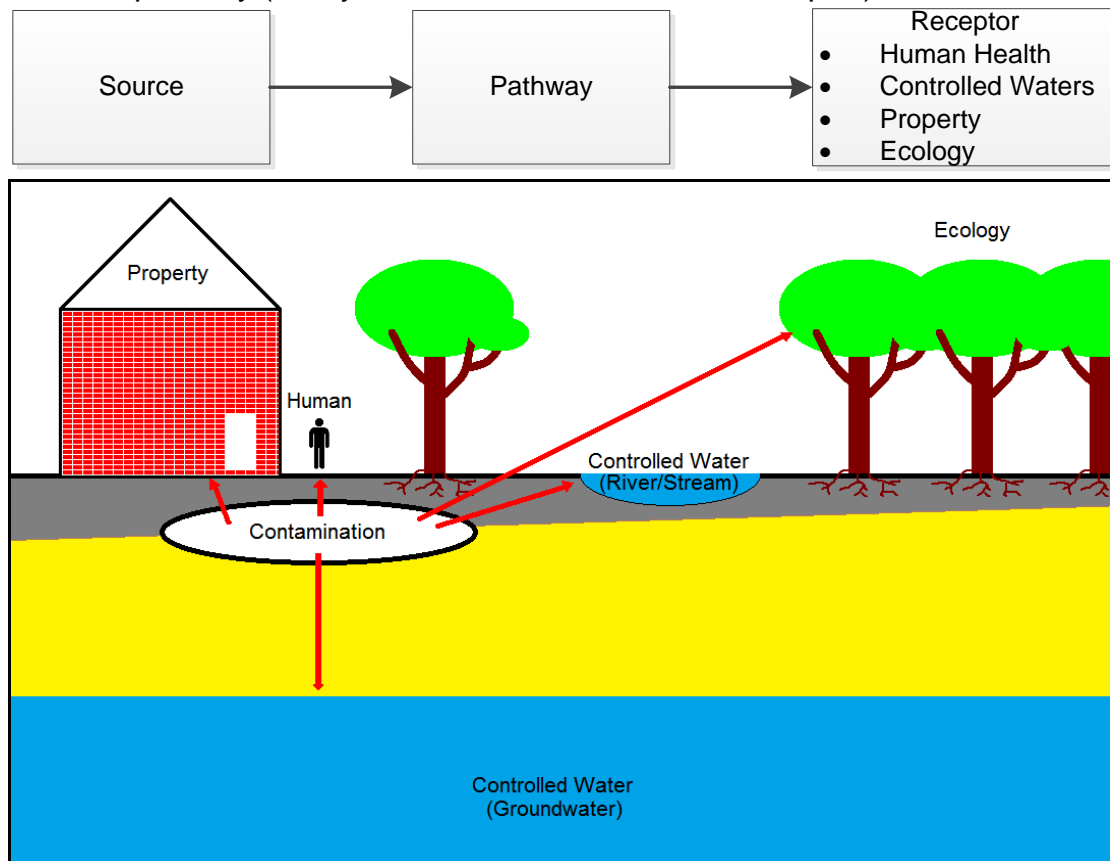 Source
Pathway
Receptor
• Human Health
• Controlled Waters
• Property
• Ecology
Ecology
Property
Human
Controlled Water
(River/Stream)
Contamination
Controlled Water
(Groundwater)